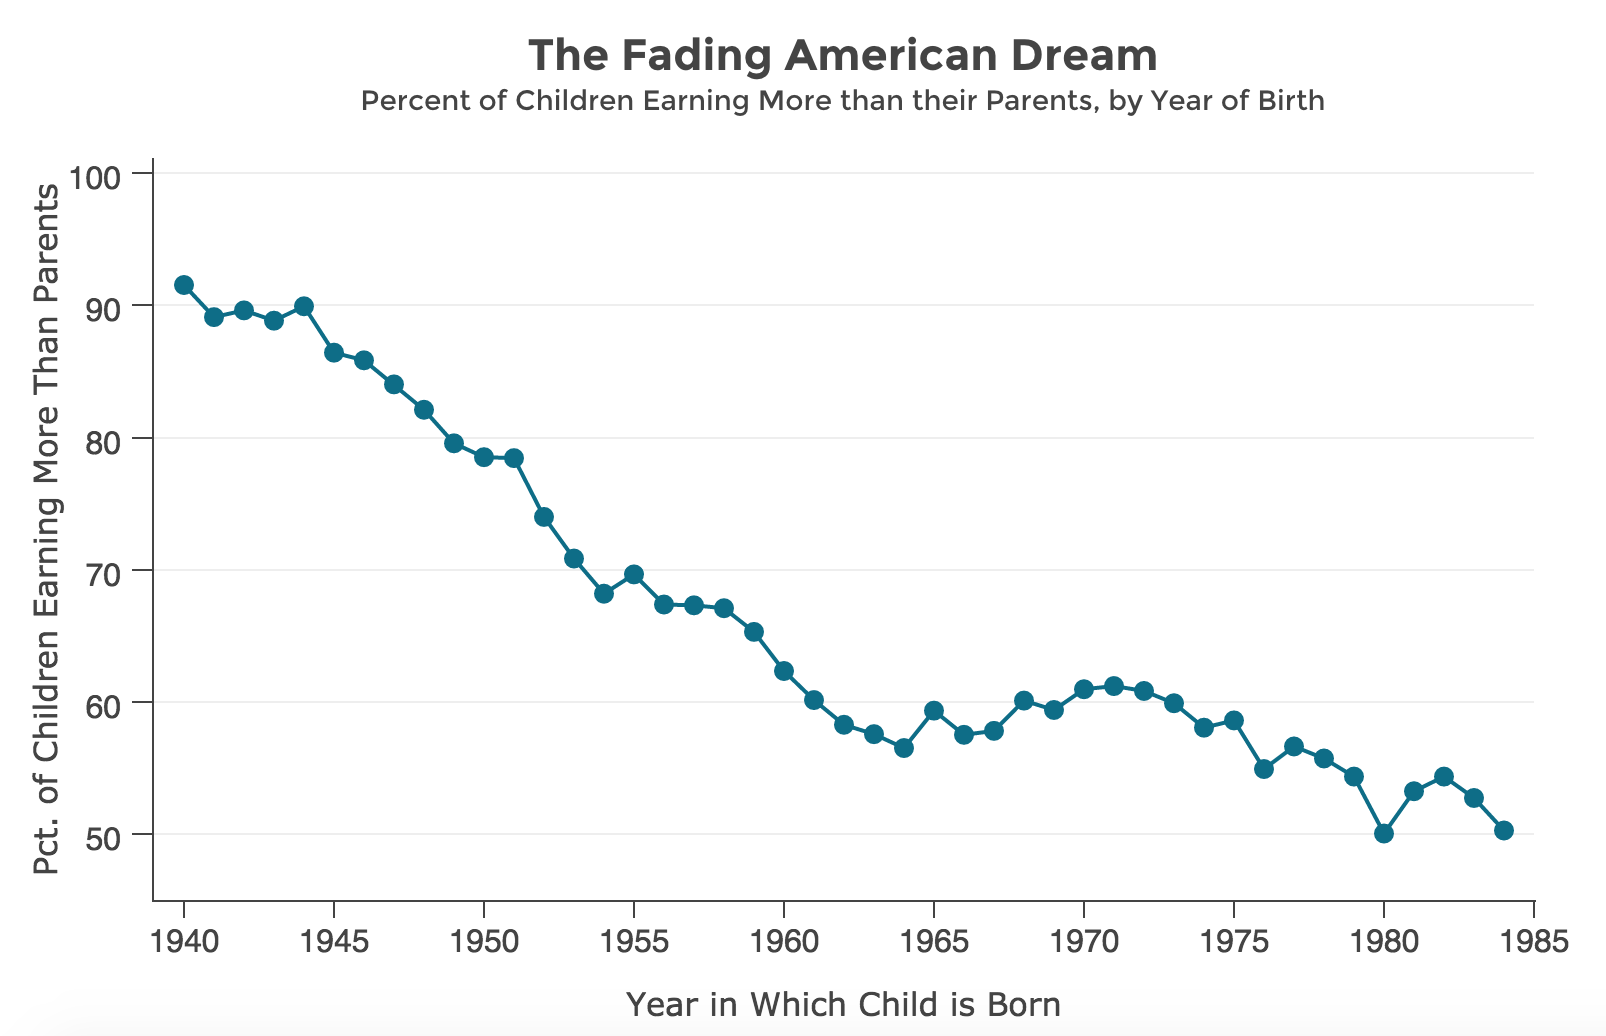 The Fading American Dream
Percent of Children Earning More than their Parents, by Year of Birth
Pct. of Children Earning More Than Parents
100
90
80
70
60
50
1940 1945 1950 1955 1960 1965 1970 1975 1980 1985
Year in Which Child is Born